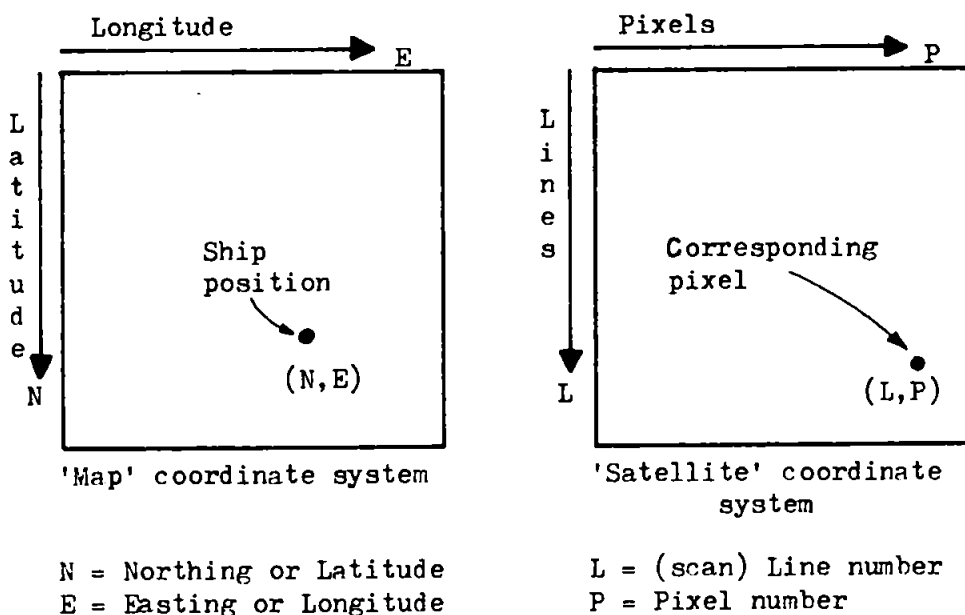 Longitude
E
Latitude
N
Ship
position
(N,E)
'Map' coordinate system
N = Northing or Latitude
E = Easting or Longitude
Pixels
P
Lines
L
Corresponding
pixel
(L,P)
'Satellite' coordinate
system
L = (scan) Line number
P = Pixel number